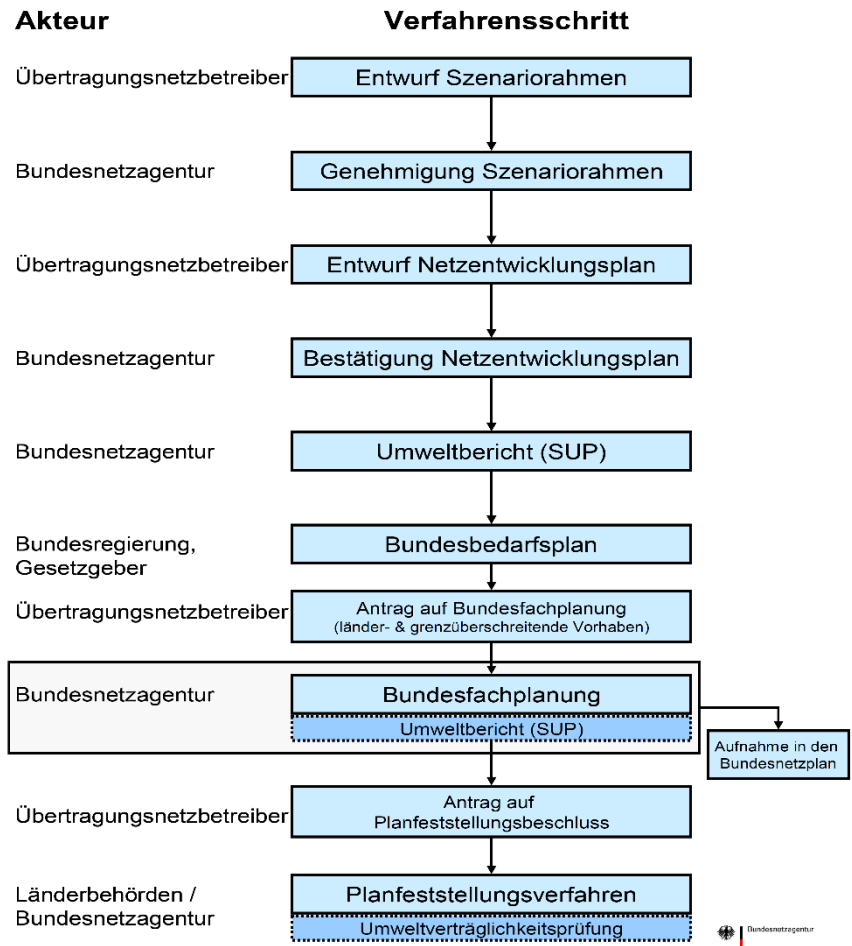 Akteur Verfahrensschritt
Übertragungsnetzbetreiber Entwurf Szenariorahmen
Bundesnetzagentur Genehmigung Szenariorahmen
Übertragungsnetzbetreiber Entwurf Netzentwicklungsplan
Bundesnetzagentur Bestätigung Netzentwicklungsplan
Bundesnetzagentur Umweltbericht (SUP)
Bundesregierung,
Gesetzgeber
Bundesbedarfsplan
Übertragungsnetzbetreiber
Antrag auf Bundesfachplanung
(länder- & grenzüberschreitende Vorhaben)
Bundesnetzagentur Bundesfachplanung
Umweltbericht (SUP)
Aufnahme in den
Bundesnetzplan
Übertragungsnetzbetreiber
Antrag auf
Planfeststellungsbeschluss
Länderbehörden /
Bundesnetzagentur
Planfeststellungsverfahren
Umweltverträglichkeitsprüfung
Bundesnetzagentur